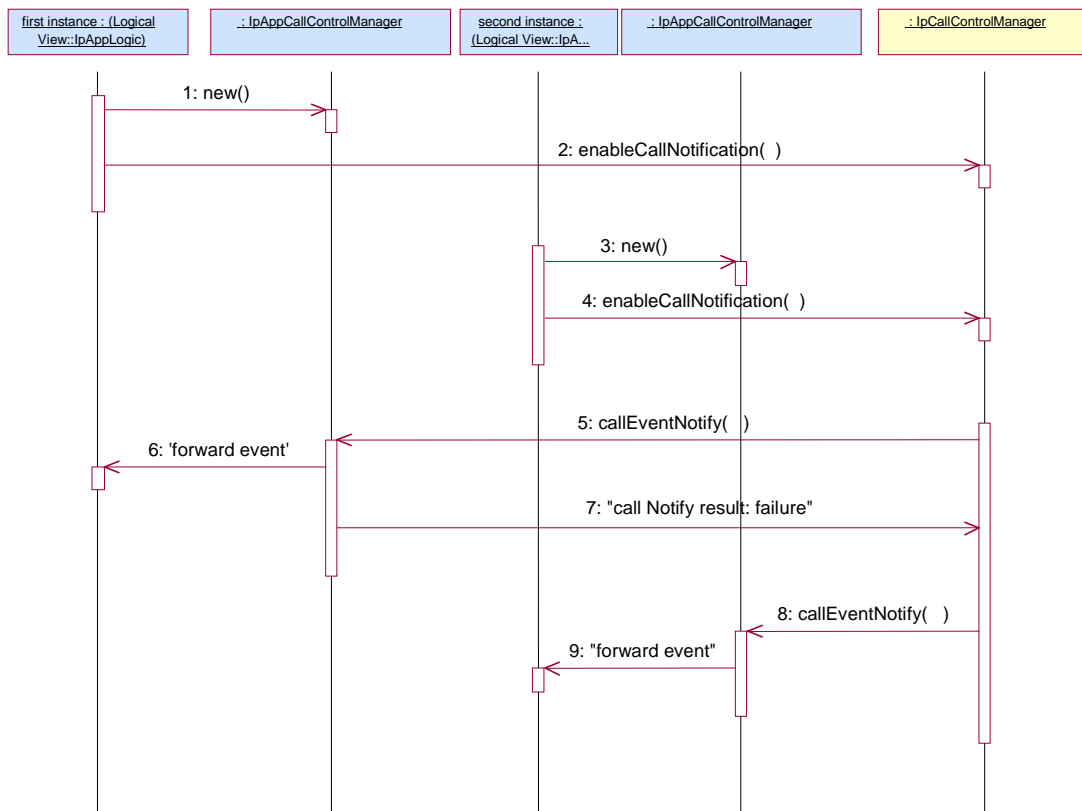 first instance : (Logical
View::IpAppLogic)
: IpAppCallControlManager
second instance :
(Logical View::IpA...
: IpAppCallControlManager
: IpCallControlManager
1: new()
2: enableCallNotification(  )
3: new()
4: enableCallNotification(  )
5: callEventNotify(   )
6: 'forward event'
7: "call Notify result: failure"
8: callEventNotify(   )
9: "forward event"